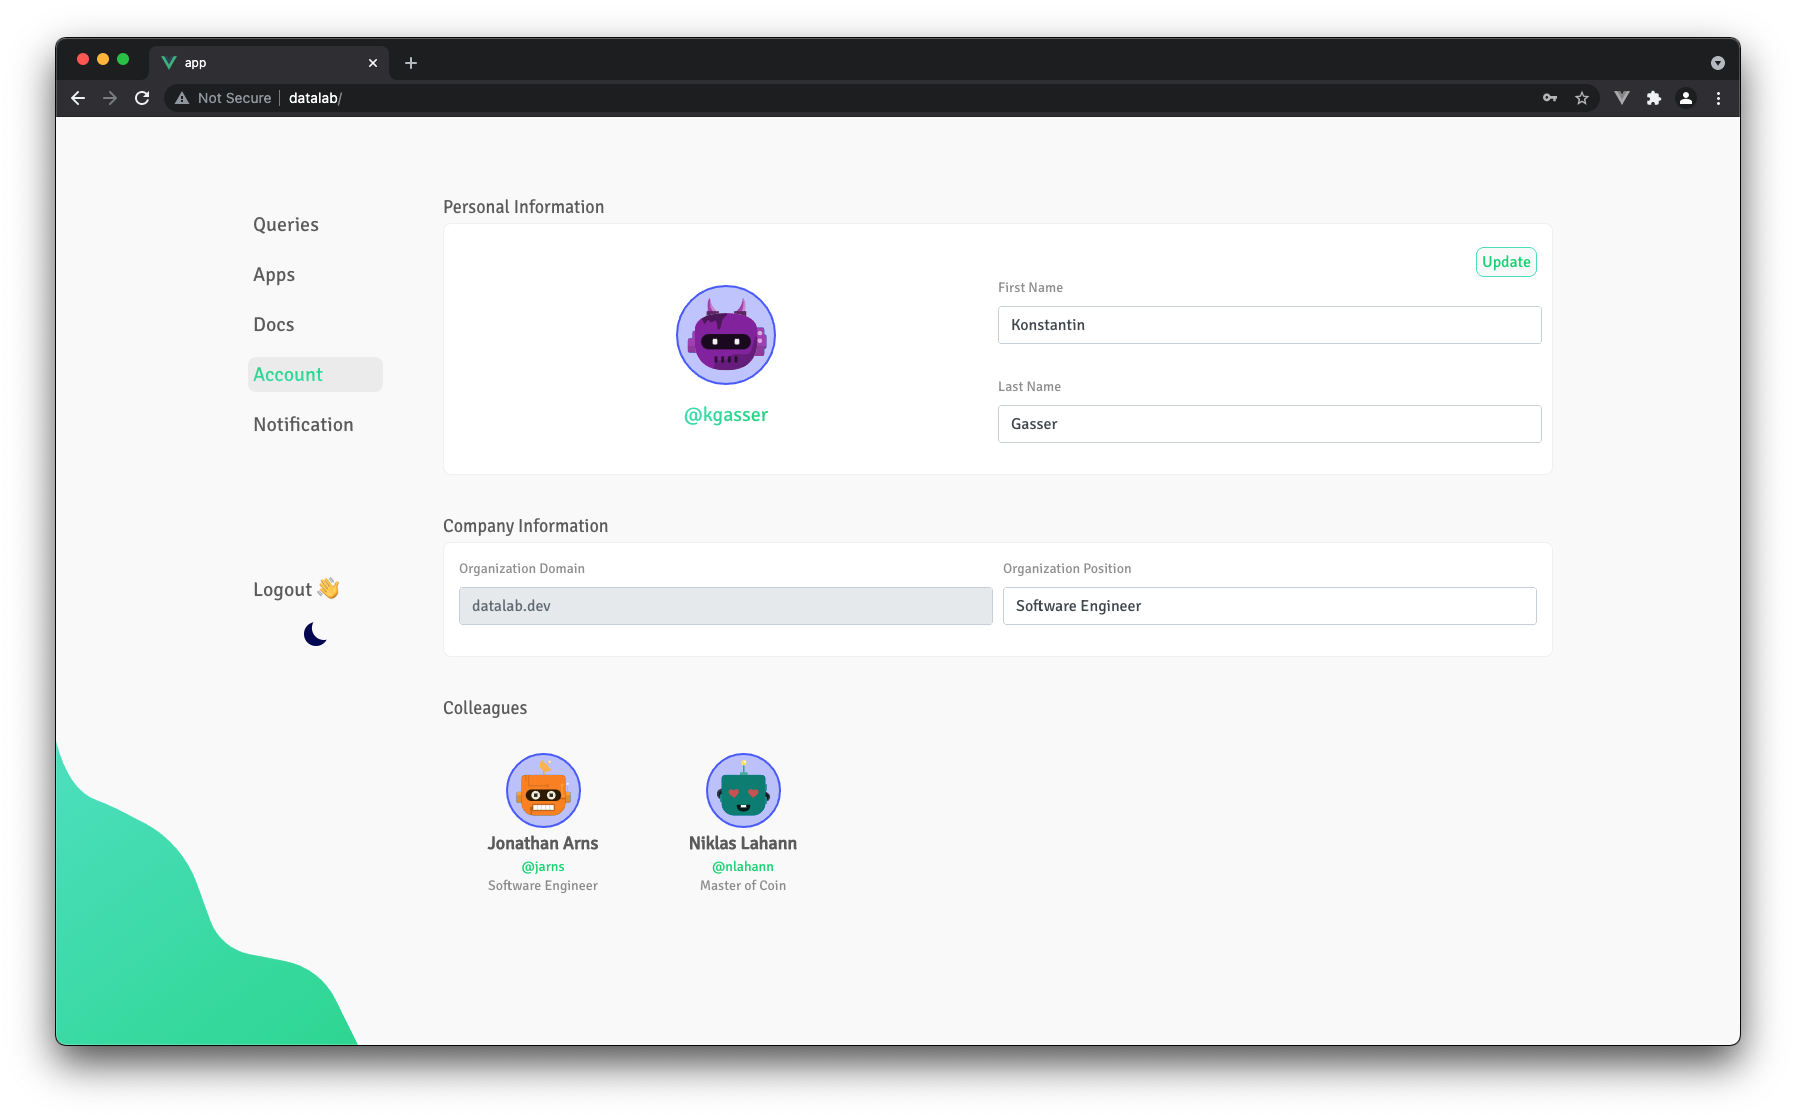 app
Not Secure
datalab/
Queries
Apps
Docs
Account
Notification
Logout 👋
Personal Information
Update
@kgasser
First Name
Konstantin
Last Name
Gasser
Company Information
Organization Domain
datalab.dev
Organization Position
Software Engineer
Colleagues
Jonathan Arns
@jarns
Software Engineer
Niklas Lahann
@nlahann
Master of Coin